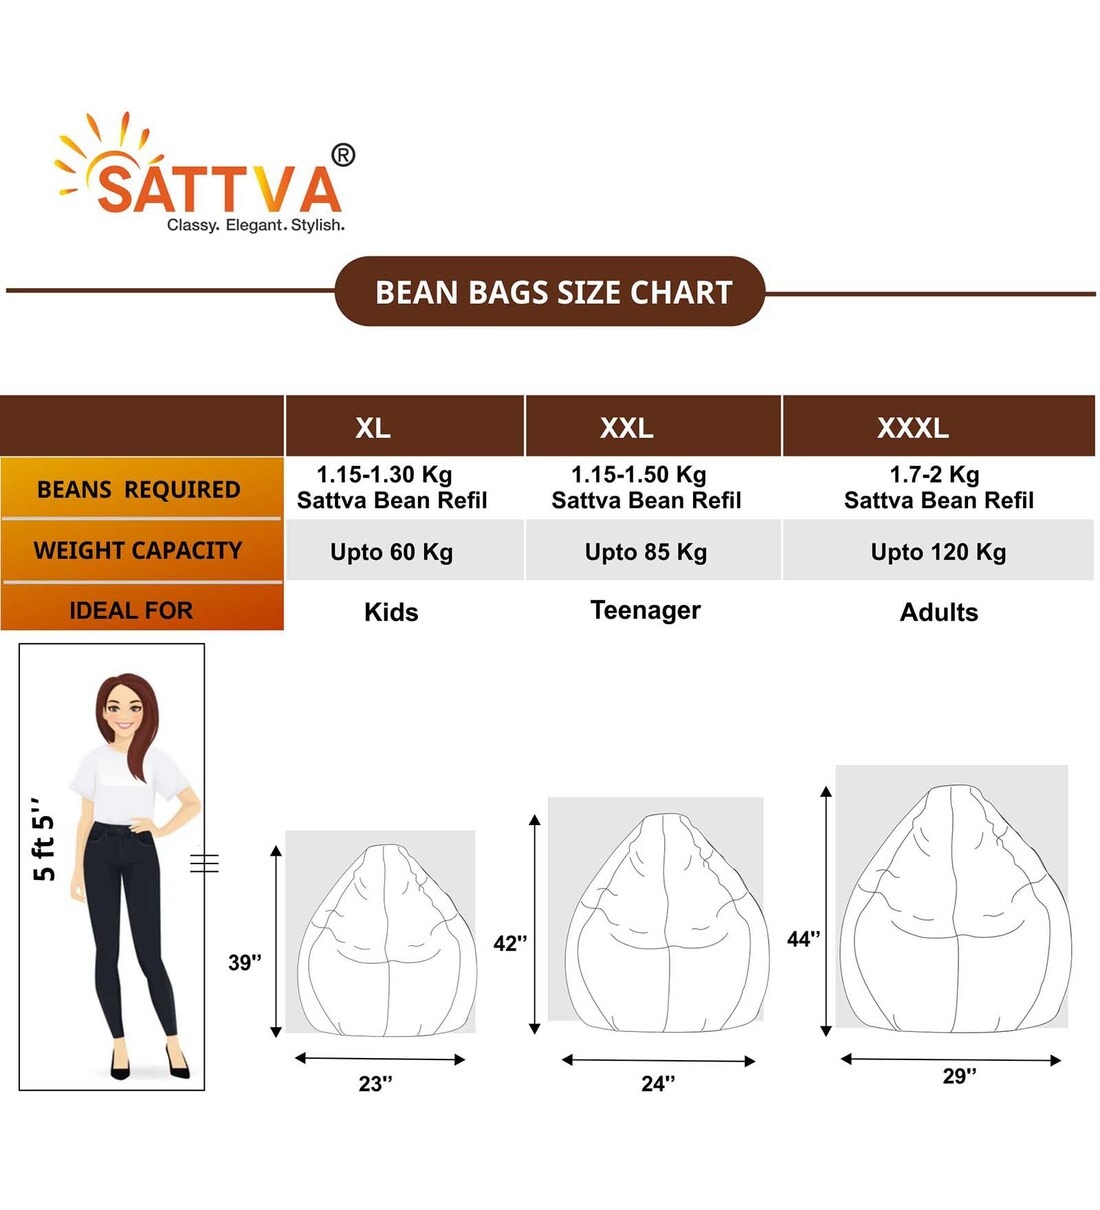 SATTVA®
Classy. Elegant. Stylish.
BEAN BAGS SIZE CHART
XL XXL XXXL
BEANS REQUIRED
1.15-1.30 Kg
Sattva Bean Refil
1.15-1.50 Kg
Sattva Bean Refil
1.7-2 Kg
Sattva Bean Refil
WEIGHT CAPACITY Upto 60 Kg Upto 85 Kg Upto 120 Kg
IDEAL FOR Kids Teenager Adults
5 ft 5''
39''
23''
42''
24''
44''
29''